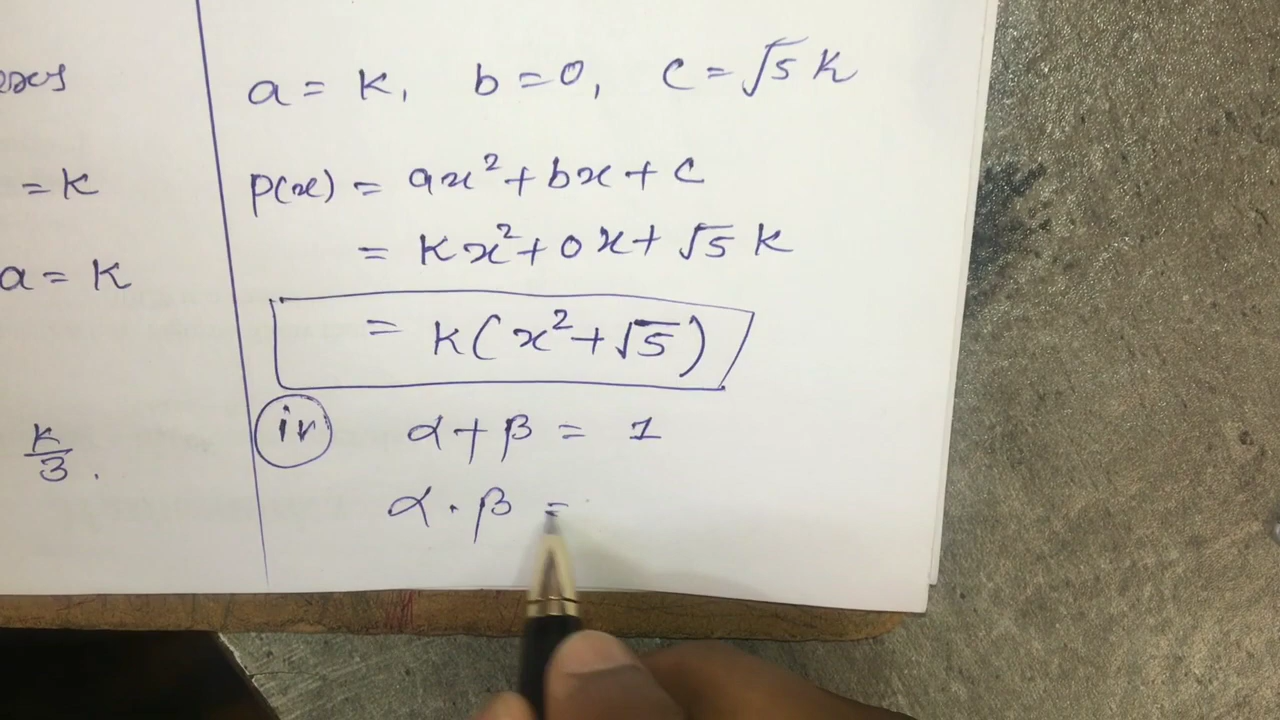 = K
a = K
K/3 .
a = K, b = 0, c = √5 K
p(x) = ax² + bx + c
= Kx² + 0x + √5 K
= K(x² + √5)
iv α + β = 1
α · β =